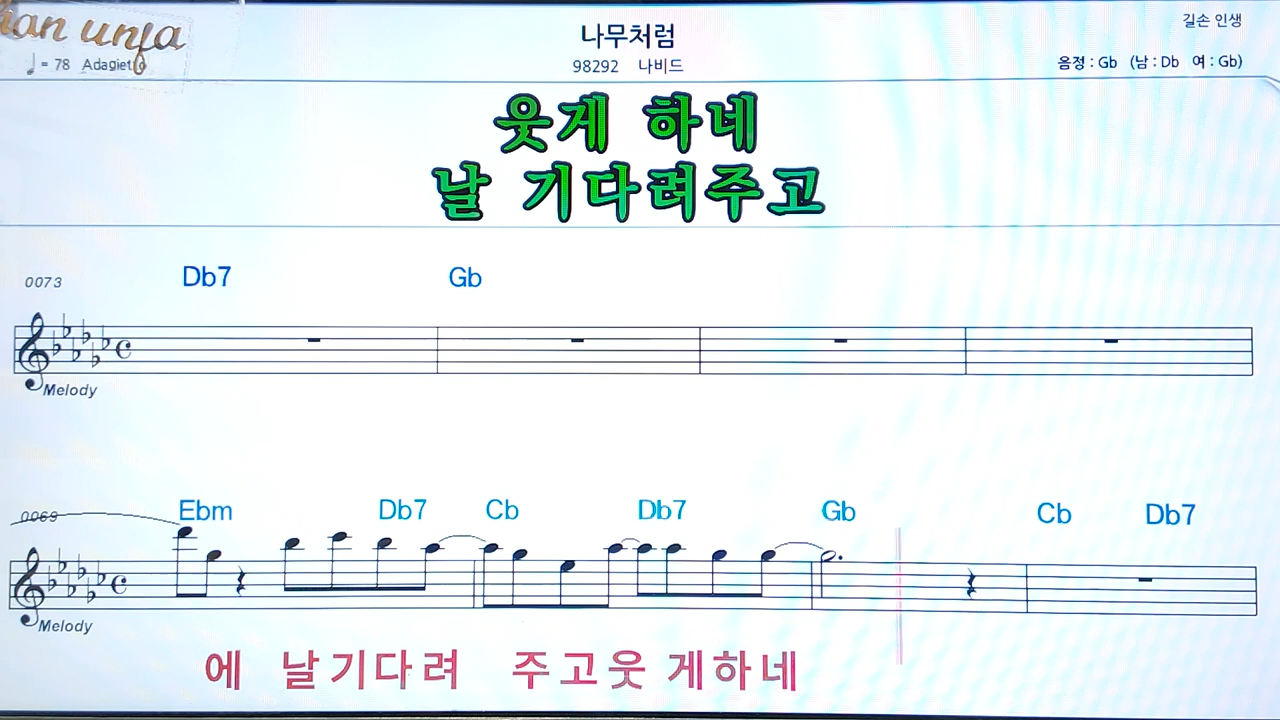 길손 인생
나무처럼
♩= 78 Adagietto
98292 나비드
음정 : Gb (남 : Db 여 : Gb)
웃게 하네
날 기다려주고
0073 Db7 Gb
Melody
0069 Ebm Db7 Cb Db7 Gb Cb Db7
Melody
에 날기다려 주고웃 게하네